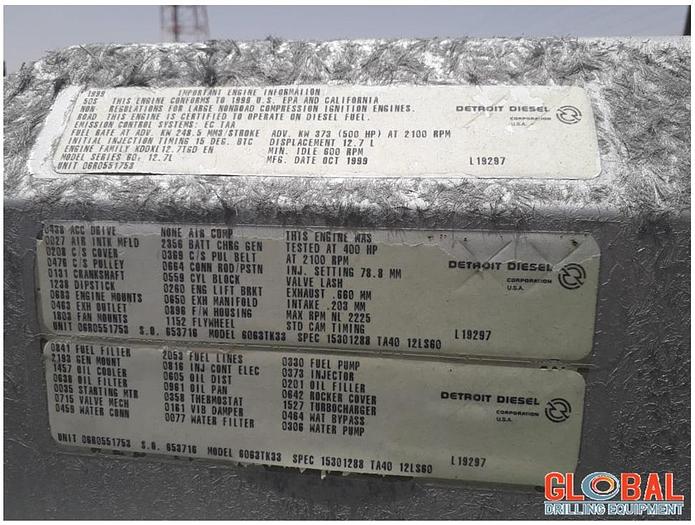 1999 IMPORTANT ENGINE INFORMATION
50S THIS ENGINE CONFORMS TO 1999 U.S. EPA AND CALIFORNIA
NON- REGULATIONS FOR LARGE NONROAD COMPRESSION IGNITION ENGINES.
ROAD THIS ENGINE IS CERTIFIED TO OPERATE ON DIESEL FUEL.
EMISSION CONTROL SYSTEMS: EC TAA
FUEL RATE AT ADV. KW 248.5 MM3/STROKE ADV. KW 373 (500 HP) AT 2100 RPM
INITIAL INJECTION TIMING 15 DEG. BTC DISPLACEMENT 12.7 L
ENGINE FAMILY XDDXL12.7TGD EN MIN. IDLE 600 RPM
MODEL SERIES 60: 12.7L MFG. DATE OCT 1999
UNIT 06R0551753 L19297
DETROIT DIESEL
CORPORATION
U.S.A.
0438 ACC DRIVE NONE AIR COMP THIS ENGINE WAS
0027 AIR INTK MFLD 2356 BATT CHRG GEN TESTED AT 400 HP
0208 C/S COVER 0369 C/S PUL BELT AT 2100 RPM
0476 C/S PULLEY 0664 CONN ROD/PSTN INJ. SETTING 78.8 MM
0131 CRANKSHAFT 0559 CYL BLOCK VALVE LASH
1238 DIPSTICK 0260 ENG LIFT BRKT EXHAUST .660 MM
0683 ENGINE MOUNTS 0650 EXH MANIFOLD INTAKE .203 MM
0463 EXH OUTLET 0898 F/W HOUSING MAX RPM NL 2225
1803 FAN MOUNTS 1152 FLYWHEEL STD CAM TIMING
UNIT 06R0551753 S.O. 653716 MODEL 6063TK33 SPEC 15301288 TA40 12LS60 L19297
DETROIT DIESEL
CORPORATION
U.S.A.
0841 FUEL FILTER 2053 FUEL LINES 0330 FUEL PUMP
2193 GEN MOUNT 0816 INJ CONT ELEC 0373 INJECTOR
1457 OIL COOLER 0605 OIL DIST 0201 OIL FILLER
0638 OIL FILTER 0991 OIL PAN 0642 ROCKER COVER
0035 STARTING MTR 0358 THERMOSTAT 1527 TURBOCHARGER
0715 VALVE MECH 0161 VIB DAMPER 0464 WAT BYPASS
0459 WATER CONN 0077 WATER FILTER 0306 WATER PUMP
UNIT 06R0551753 S.O. 653716 MODEL 6063TK33 SPEC 15301288 TA40 12LS60 L19297
DETROIT DIESEL
CORPORATION
U.S.A.
GLOBAL
DRILLING EQUIPMENT